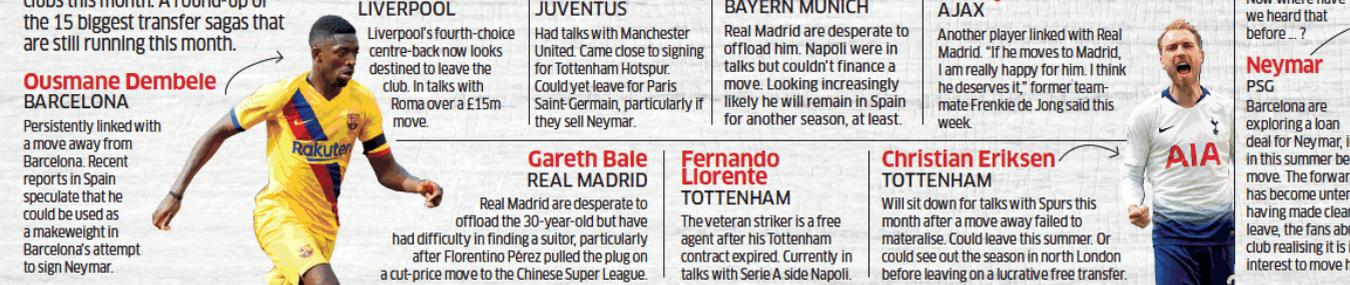 clubs this month. A round-up of
the 15 biggest transfer sagas that
are still running this month.
Ousmane Dembele
BARCELONA
Persistently linked with
a move away from
Barcelona. Recent
reports in Spain
speculate that he
could be used as
a makeweight in
Barcelona's attempt
to sign Neymar.
LIVERPOOL
Liverpool's fourth-choice
centre-back now looks
destined to leave the
club. In talks with
Roma over a £15m
move.
JUVENTUS
Had talks with Manchester
United. Came close to signing
for Tottenham Hotspur.
Could yet leave for Paris
Saint-Germain, particularly if
they sell Neymar.
BAYERN MUNICH
Real Madrid are desperate to
offload him. Napoli were in
talks but couldn't finance a
move. Looking increasingly
likely he will remain in Spain
for another season, at least.
AJAX
Another player linked with Real
Madrid. "If he moves to Madrid,
I am really happy for him. I think
he deserves it," former team-
mate Frenkie de Jong said this
week.
Rakuten
Gareth Bale
REAL MADRID
Real Madrid are desperate to
offload the 30-year-old but have
had difficulty in finding a suitor, particularly
after Florentino Pérez pulled the plug on
a cut-price move to the Chinese Super League.
Fernando
Llorente
TOTTENHAM
The veteran striker is a free
agent after his Tottenham
contract expired. Currently in
talks with Serie A side Napoli.
Christian Eriksen
TOTTENHAM
Will sit down for talks with Spurs this
month after a move away failed to
materalise. Could leave this summer. Or
could see out the season in north London
before leaving on a lucrative free transfer.
AIA
Now where have
we heard that
before ... ?
Neymar
PSG
Barcelona are
exploring a loan
deal for Neymar,
in this summer
move. The
has become
having made
leave, the fans
club realising it is
interest to move